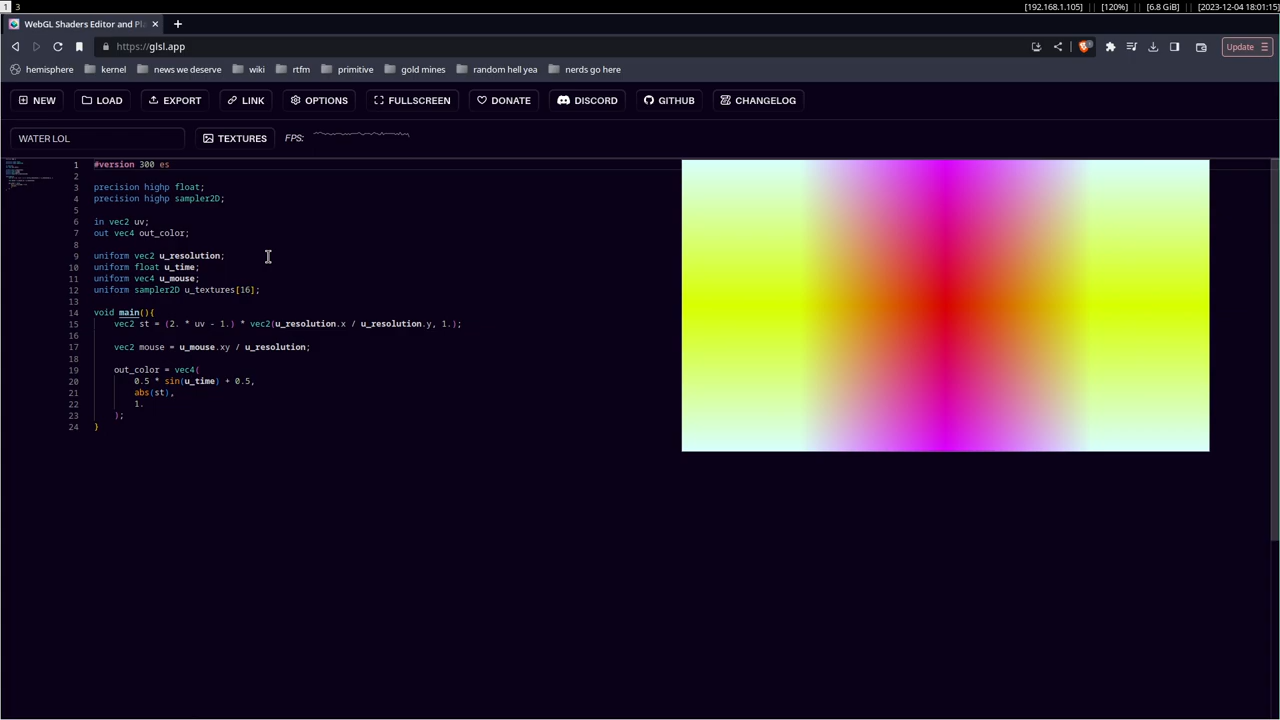 1 3 [192.168.1.105] |[120%] |[6.8 GiB] |[2023-12-04 18:01:15]
WebGL Shaders Editor and Pl
https://glsl.app Update
hemisphere kernel news we deserve wiki rtfm primitive gold mines random hell yea nerds go here
NEW LOAD EXPORT LINK OPTIONS FULLSCREEN DONATE DISCORD GITHUB CHANGELOG
WATER LOL TEXTURES FPS:
1 #version 300 es
2
3 precision highp float;
4 precision highp sampler2D;
5
6 in vec2 uv;
7 out vec4 out_color;
8
9 uniform vec2 u_resolution;
10 uniform float u_time;
11 uniform vec4 u_mouse;
12 uniform sampler2D u_textures[16];
13
14 void main(){
15 vec2 st = (2. * uv - 1.) * vec2(u_resolution.x / u_resolution.y, 1.);
16
17 vec2 mouse = u_mouse.xy / u_resolution;
18
19 out_color = vec4(
20 0.5 * sin(u_time) + 0.5,
21 abs(st),
22 1.
23 );
24 }